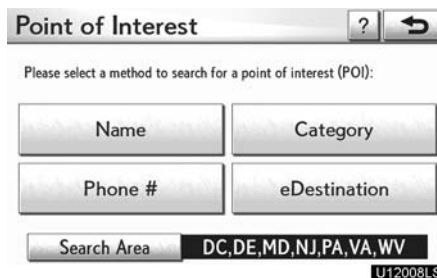 Point of Interest ?
Please select a method to search for a point of interest (POI):
Name Category
Phone # eDestination
Search Area DC,DE,MD,NJ,PA,VA,WV
U12008LS